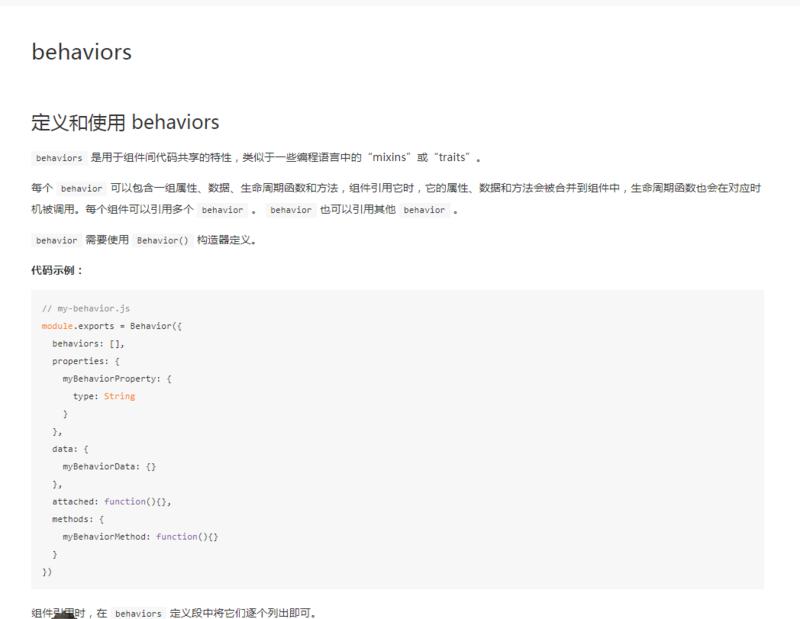 behaviors
定义和使用 behaviors
behaviors 是用于组件间代码共享的特性，类似于一些编程语言中的“mixins”或“traits”。
每个 behavior 可以包含一组属性、数据、生命周期函数和方法，组件引用它时，它的属性、数据和方法会被合并到组件中，生命周期函数也会在对应时
机被调用。每个组件可以引用多个 behavior 。 behavior 也可以引用其他 behavior 。
behavior 需要使用 Behavior() 构造器定义。
代码示例：
// my-behavior.js
module.exports = Behavior({
  behaviors: [],
  properties: {
    myBehaviorProperty: {
      type: String
    }
  },
  data: {
    myBehaviorData: {}
  },
  attached: function(){},
  methods: {
    myBehaviorMethod: function(){}
  }
})
组件引用时，在 behaviors 定义段中将它们逐个列出即可。